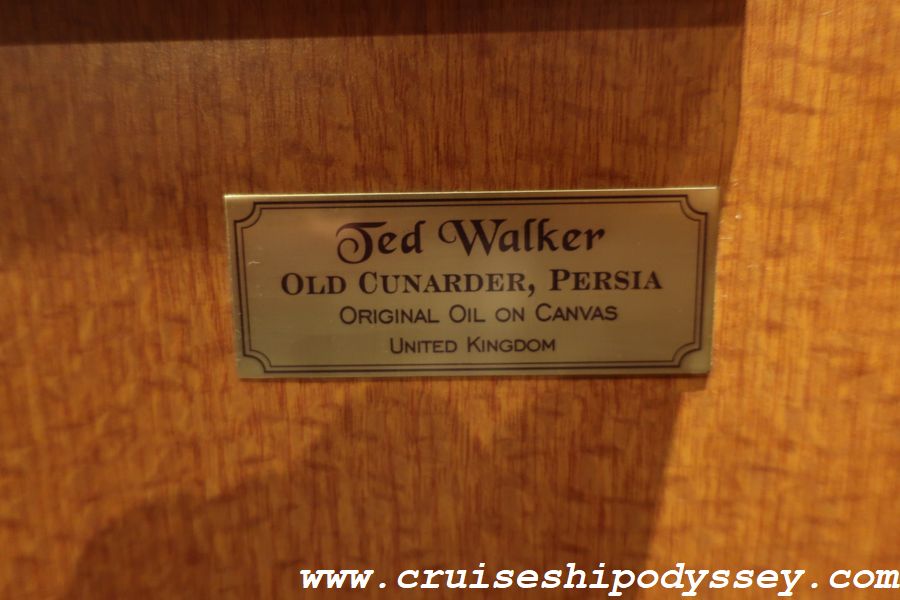 Ted Walker
OLD CUNARDER, PERSIA
ORIGINAL OIL ON CANVAS
UNITED KINGDOM
www.cruiseshipodyssey.com